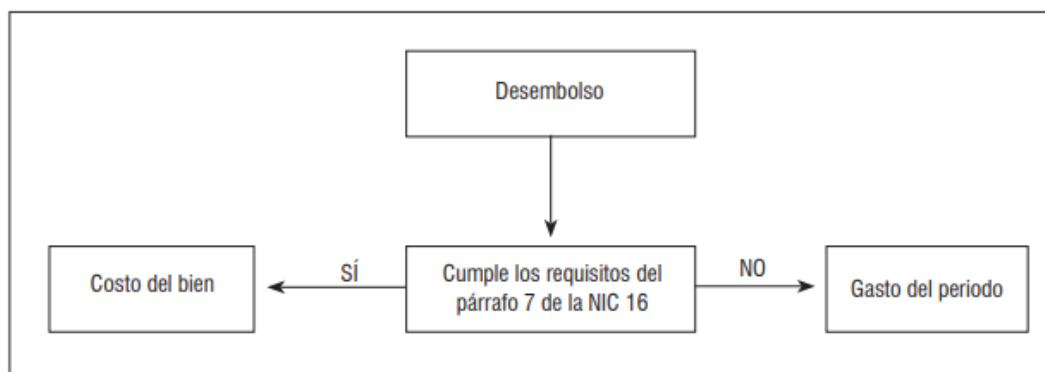 Desembolso
Costo del bien
SÍ
Cumple los requisitos del
párrafo 7 de la NIC 16
NO
Gasto del periodo